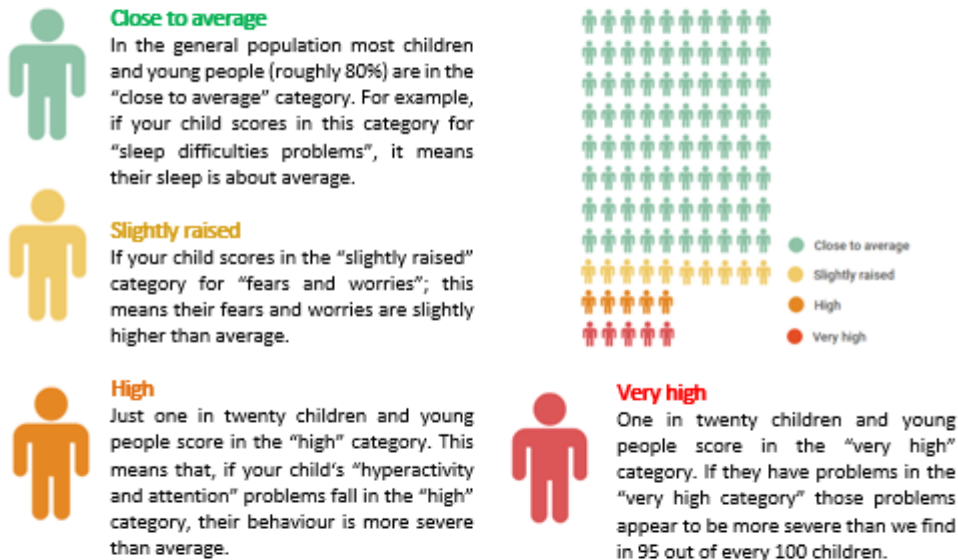 Close to average
In the general population most children
and young people (roughly 80%) are in the
“close to average” category. For example,
if your child scores in this category for
“sleep difficulties problems”, it means
their sleep is about average.
Slightly raised
If your child scores in the “slightly raised”
category for “fears and worries”; this
means their fears and worries are slightly
higher than average.
High
Just one in twenty children and young
people score in the “high” category. This
means that, if your child’s “hyperactivity
and attention” problems fall in the “high”
category, their behaviour is more severe
than average.
Close to average
Slightly raised
High
Very high
Very high
One in twenty children and young
people score in the “very high”
category. If they have problems in the
“very high category” those problems
appear to be more severe than we find
in 95 out of every 100 children.